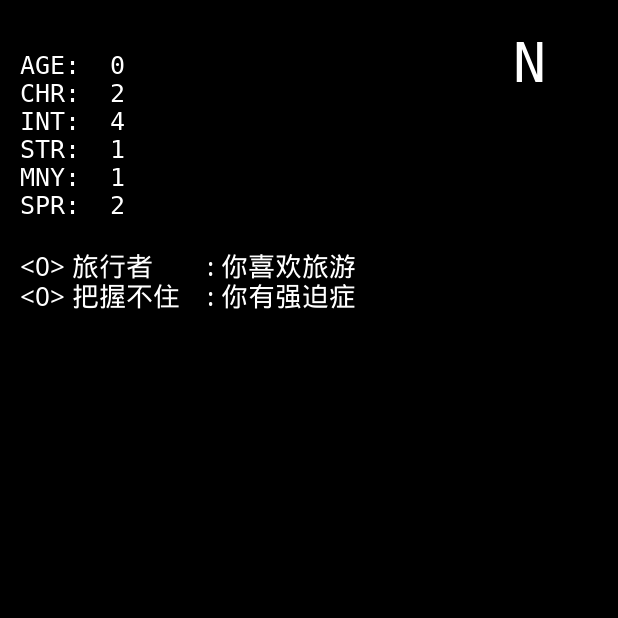 N
AGE: 0
CHR: 2
INT: 4
STR: 1
MNY: 1
SPR: 2
<O> 旅行者 : 你喜欢旅游
<O> 把握不住 : 你有强迫症